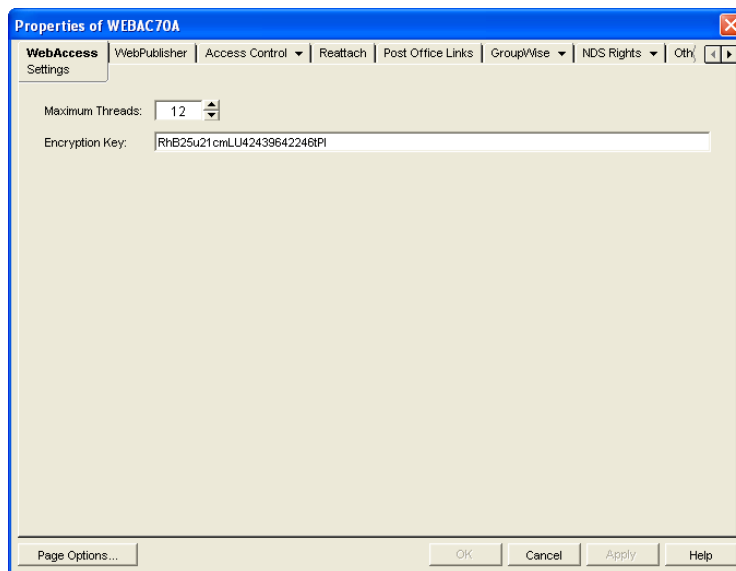 Properties of WEBAC70A
WebAccess WebPublisher Access Control Reattach Post Office Links GroupWise NDS Rights Oth
Settings
Maximum Threads: 12
Encryption Key: RhB25u21cmLU42439642246tPI
Page Options... OK Cancel Apply Help